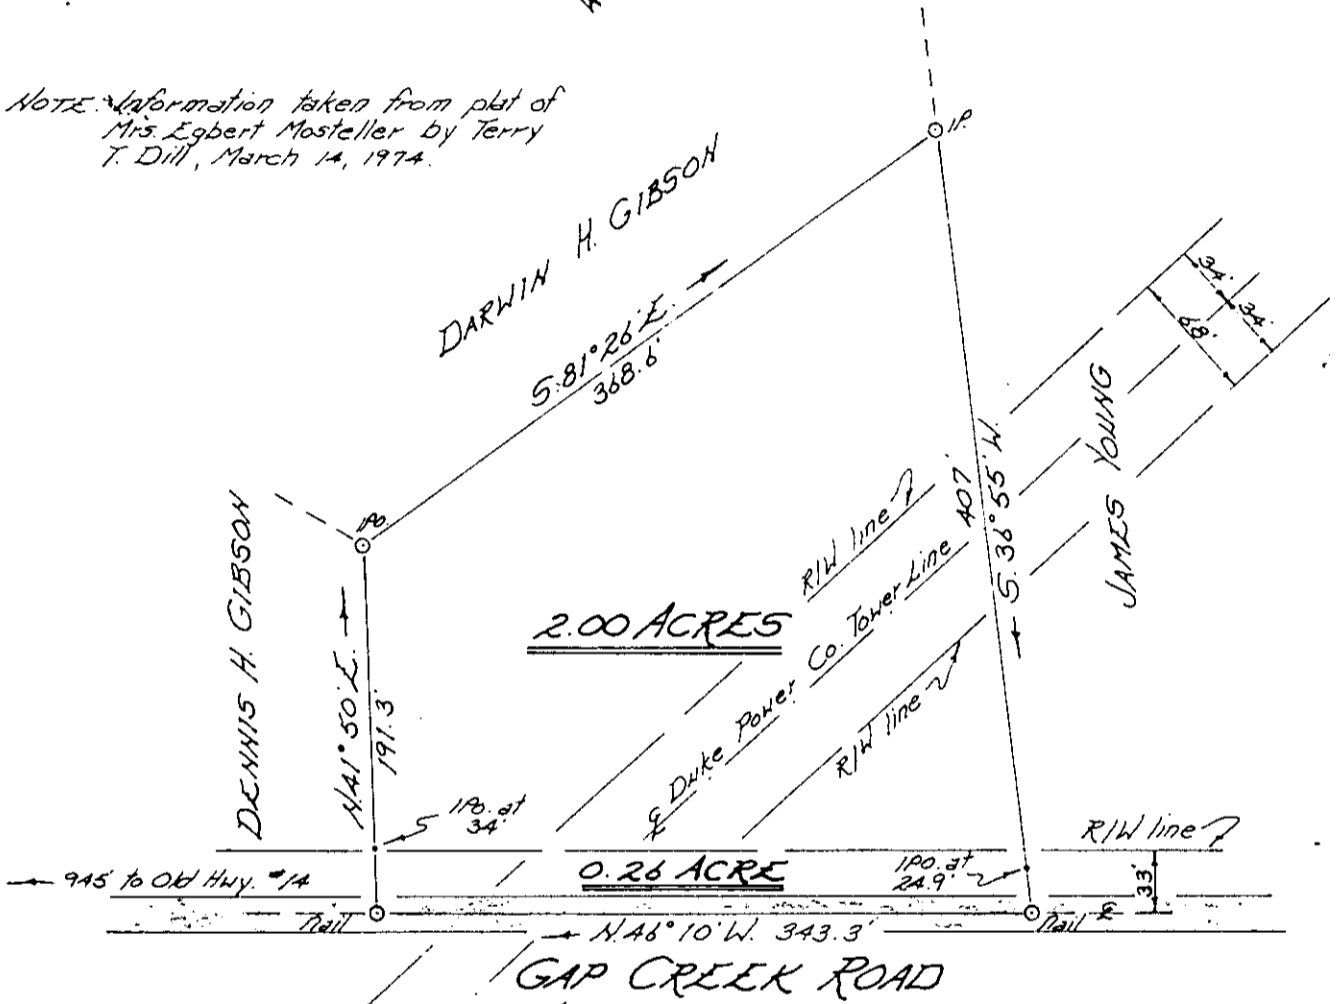 NOTE: Information taken from plat of
Mrs. Egbert Mosteller by Terry
T. Dill, March 14, 1974.
I.P.
DARWIN H. GIBSON
S.81°26'E.
368.6'
34'
34'
68'
JAMES YOUNG
407'
S.36°55'W.
R/W line
Duke Power Co. Tower Line
R/W line
IPO.
DENNIS H. GIBSON
N.41°50'E.
191.3'
2.00 ACRES
IPO. at
34'
R/W line
33'
945' to Old Hwy. #14
0.26 ACRE
IPO. at
24.9'
Nail
Nail
N.46°10'W. 343.3'
GAP CREEK ROAD